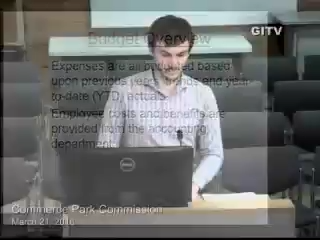 GITV
Budget Overview
- Expenses are all budgeted based
upon previous years trends and year-
to-date (YTD) actuals
- Employee costs and benefits are
provided from the accounting
department
DELL
Commerce Park Commission
March 21, 2016